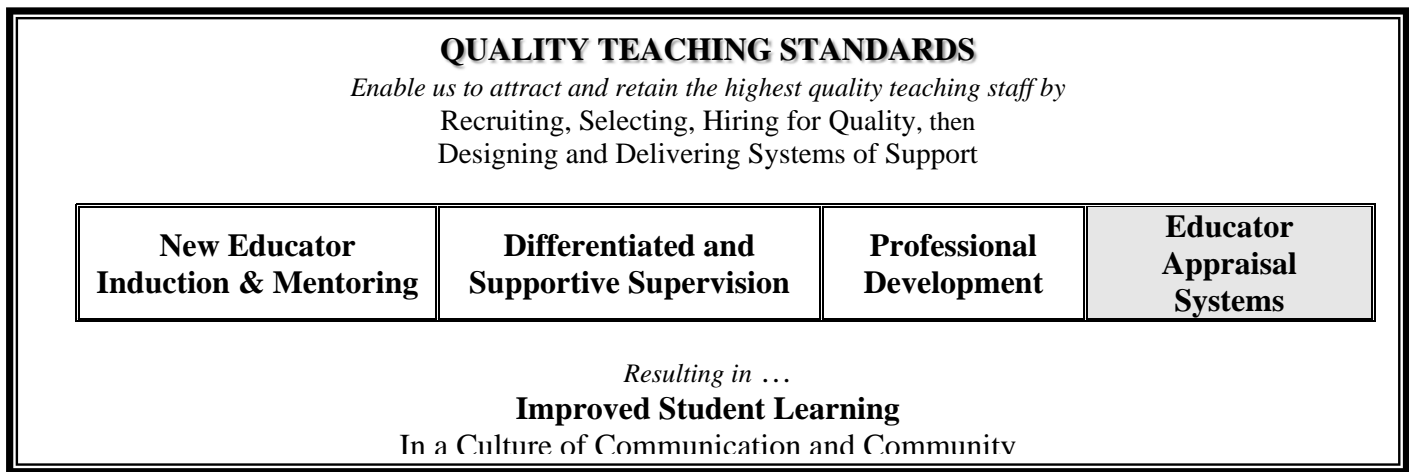 QUALITY TEACHING STANDARDS
Enable us to attract and retain the highest quality teaching staff by
Recruiting, Selecting, Hiring for Quality, then
Designing and Delivering Systems of Support
New Educator
Induction & Mentoring
Differentiated and
Supportive Supervision
Professional
Development
Educator
Appraisal
Systems
Resulting in …
Improved Student Learning
In a Culture of Communication and Community